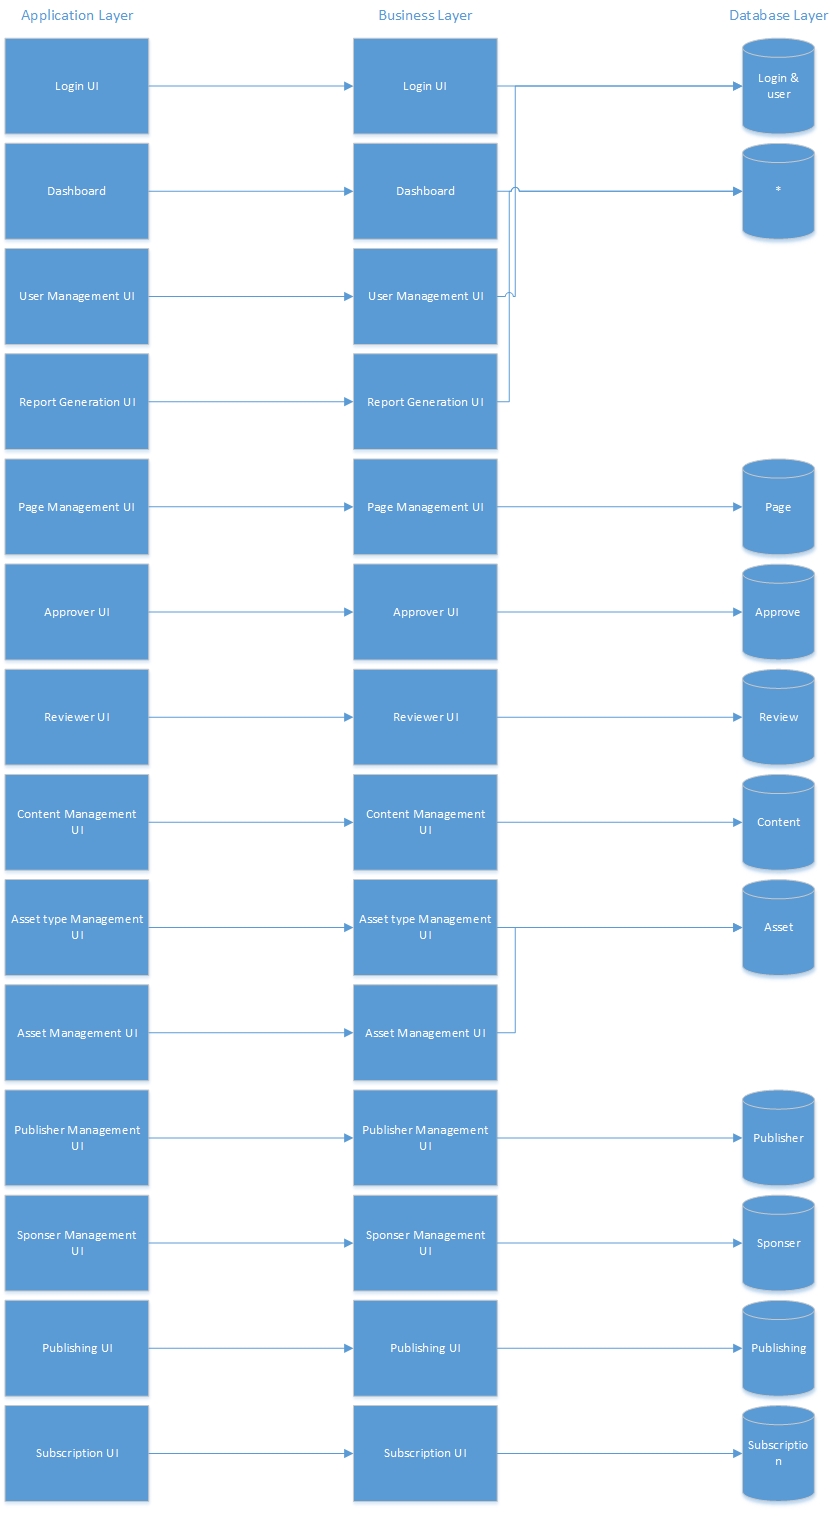 Application Layer
Business Layer
Database Layer
Login UI
Login UI
Login &
user
Dashboard
Dashboard
*
User Management UI
User Management UI
Report Generation UI
Report Generation UI
Page Management UI
Page Management UI
Page
Approver UI
Approver UI
Approve
Reviewer UI
Reviewer UI
Review
Content Management
UI
Content Management
UI
Content
Asset type Management
UI
Asset type Management
UI
Asset
Asset Management UI
Asset Management UI
Publisher Management
UI
Publisher Management
UI
Publisher
Sponser Management
UI
Sponser Management
UI
Sponser
Publishing UI
Publishing UI
Publishing
Subscription UI
Subscription UI
Subscriptio
n